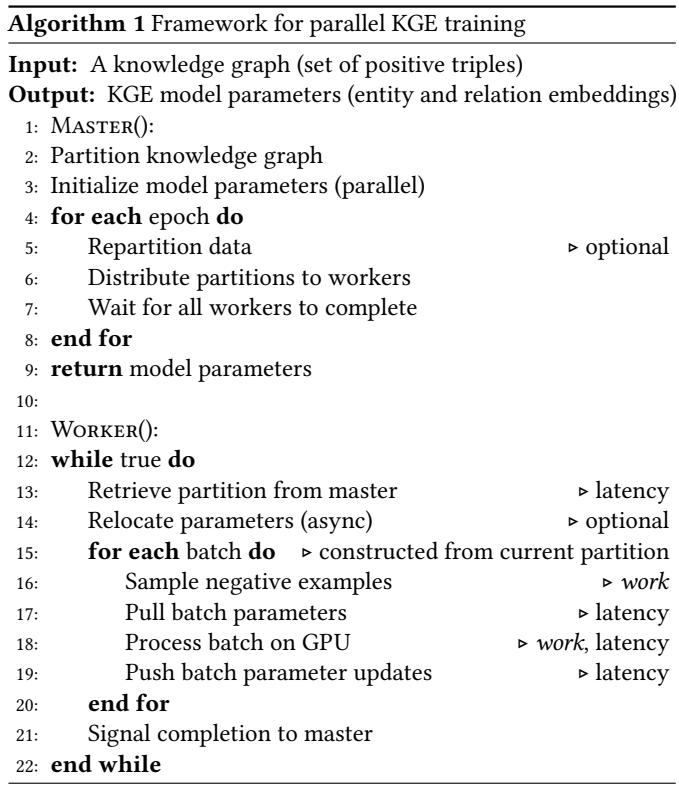 Algorithm 1 Framework for parallel KGE training
Input: A knowledge graph (set of positive triples)
Output: KGE model parameters (entity and relation embeddings)
1: MASTER():
2: Partition knowledge graph
3: Initialize model parameters (parallel)
4: for each epoch do
5: Repartition data ▹ optional
6: Distribute partitions to workers
7: Wait for all workers to complete
8: end for
9: return model parameters
10:
11: WORKER():
12: while true do
13: Retrieve partition from master ▹ latency
14: Relocate parameters (async) ▹ optional
15: for each batch do ▹ constructed from current partition
16: Sample negative examples ▹ work
17: Pull batch parameters ▹ latency
18: Process batch on GPU ▹ work, latency
19: Push batch parameter updates ▹ latency
20: end for
21: Signal completion to master
22: end while